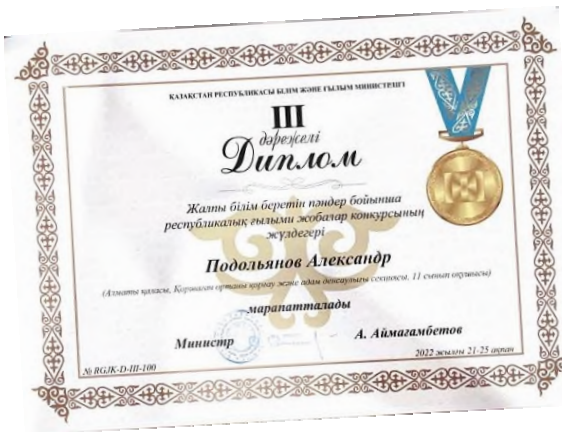 ҚАЗАҚСТАН РЕСПУБЛИКАСЫ БІЛІМ ЖӘНЕ ҒЫЛЫМ МИНИСТРЛІГІ
III
дәрежелі
Диплом
Жалпы білім беретін пәндер бойынша
республикалық ғылыми жобалар конкурсының
жүлдегері
Подольянов Александр
(Алматы қаласы, Қоршаған ортаны қорғау және адам денсаулығы секциясы, 11 сынып оқушысы)
марапатталады
Министр
А. Аймагамбетов
2022 жылғы 21-25 ақпан
№ RGJK-D-III-100